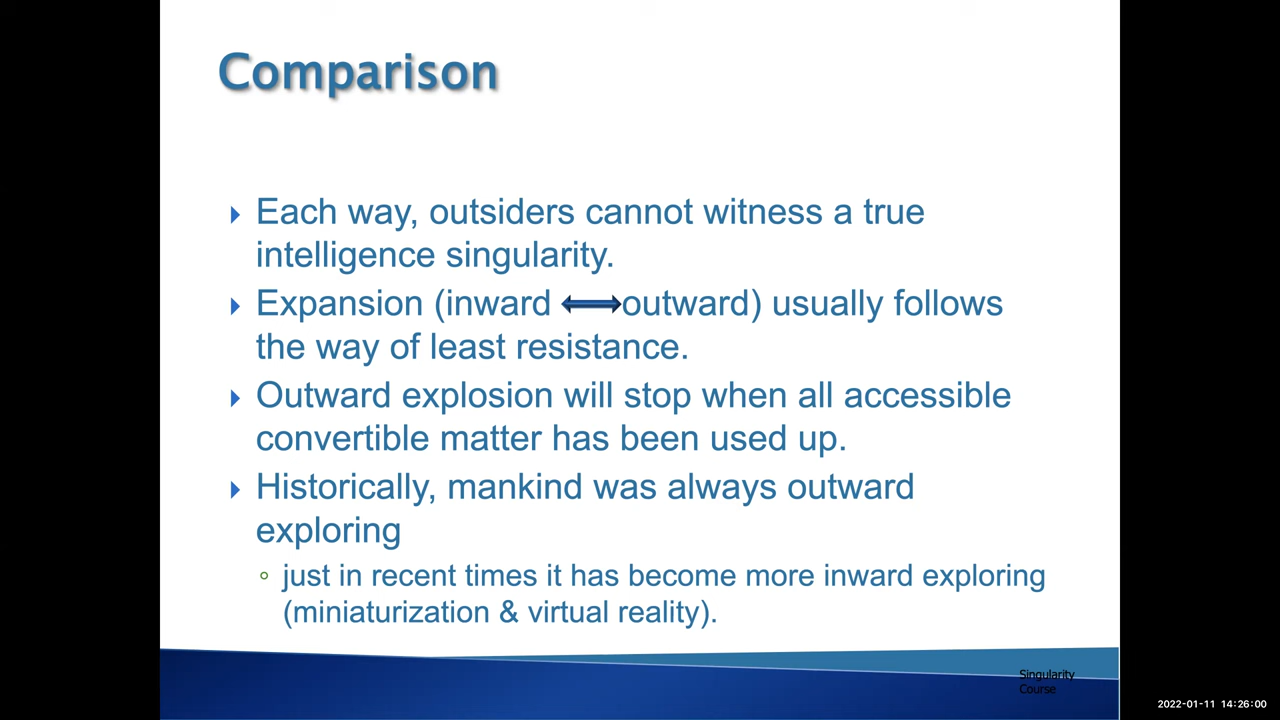 Comparison
Each way, outsiders cannot witness a true
intelligence singularity.
Expansion (inward outward) usually follows
the way of least resistance.
Outward explosion will stop when all accessible
convertible matter has been used up.
Historically, mankind was always outward
exploring
just in recent times it has become more inward exploring
(miniaturization & virtual reality).
Singularity
Course
2022-01-11 14:26:00